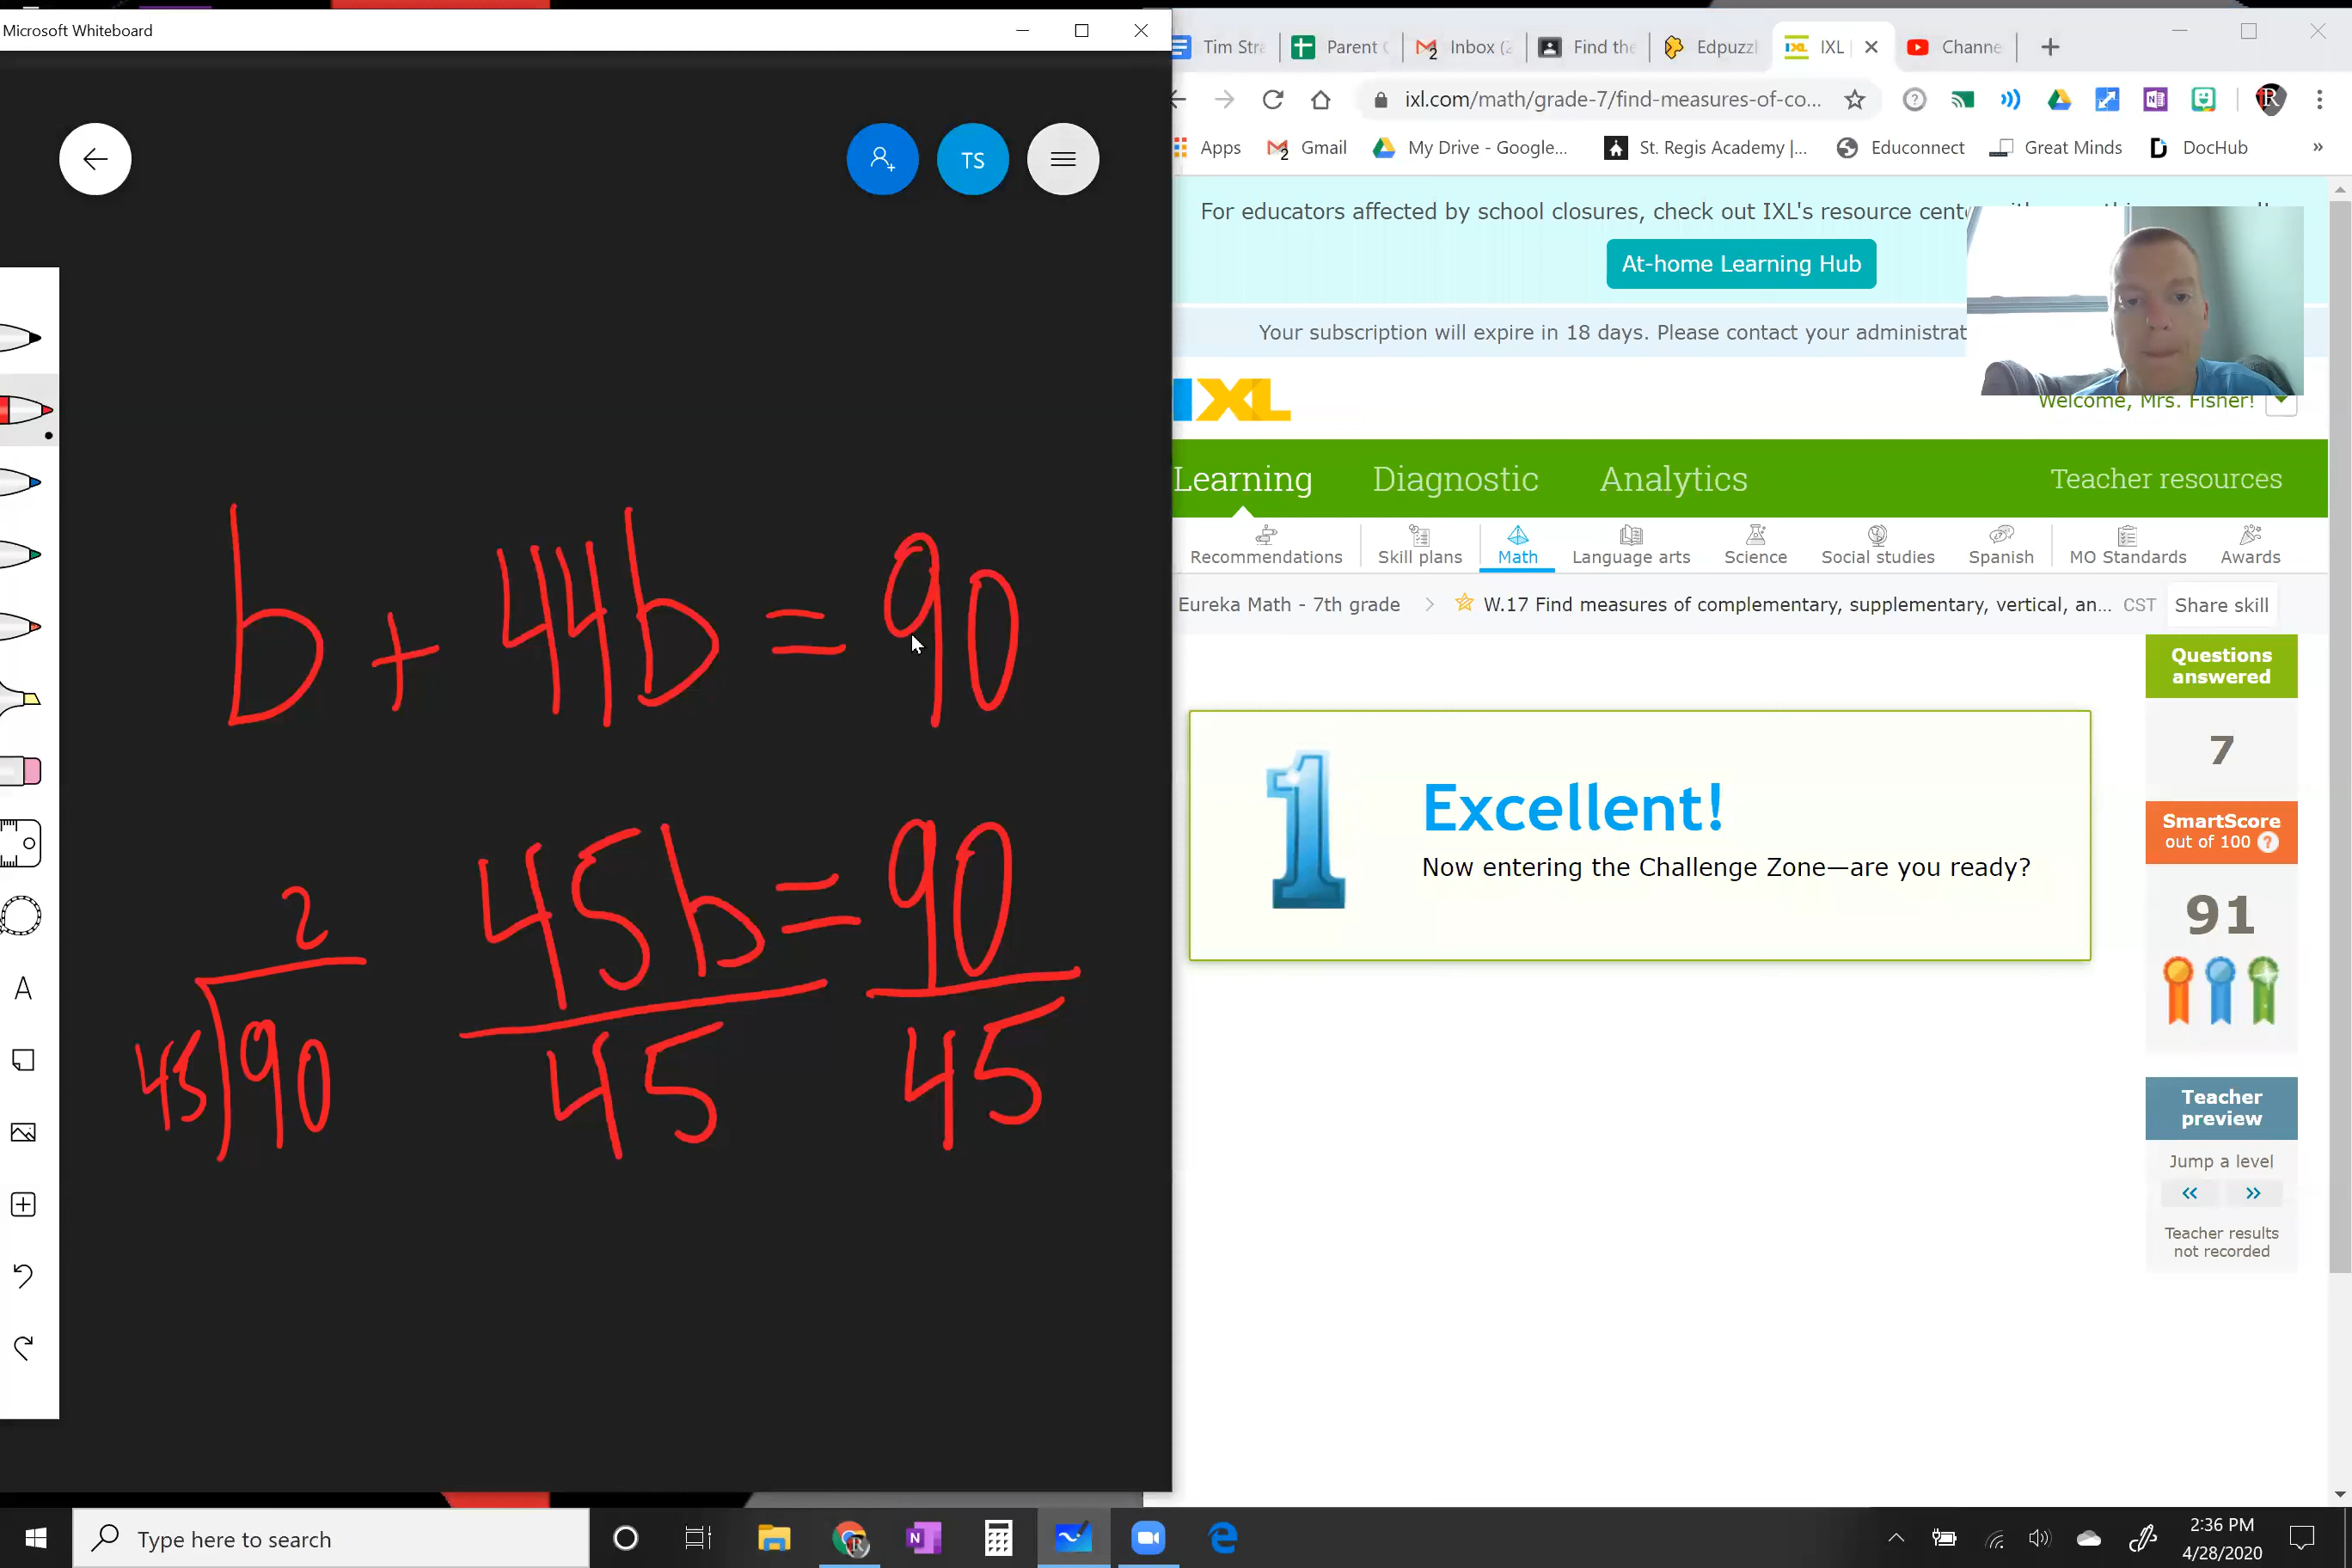 Microsoft Whiteboard
Tim Stra
Parent
Inbox (2
Find the
Edpuzzl
IXL
Channe
ixl.com/math/grade-7/find-measures-of-co...
Apps
Gmail
My Drive - Google...
St. Regis Academy |...
Educonnect
Great Minds
DocHub
»
TS
For educators affected by school closures, check out IXL's resource cent
At-home Learning Hub
Your subscription will expire in 18 days. Please contact your administrat
IXL
Welcome, Mrs. Fisher!
Learning
Diagnostic
Analytics
Teacher resources
Recommendations
Skill plans
Math
Language arts
Science
Social studies
Spanish
MO Standards
Awards
Eureka Math - 7th grade
W.17 Find measures of complementary, supplementary, vertical, an...
CST
Share skill
b + 44b = 90
45b = 90
45 45
2
45 90
1
Excellent!
Now entering the Challenge Zone—are you ready?
Questions
answered
7
SmartScore
out of 100 ?
91
Teacher
preview
Jump a level
« »
Teacher results
not recorded
A
Type here to search
2:36 PM
4/28/2020